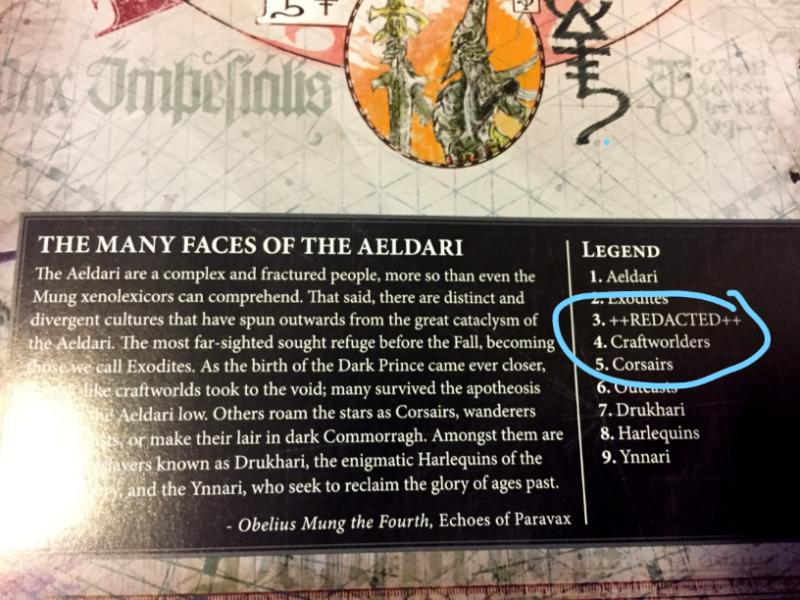 Imperialis
THE MANY FACES OF THE AELDARI
The Aeldari are a complex and fractured people, more so than even the
Mung xenolexicors can comprehend. That said, there are distinct and
divergent cultures that have spun outwards from the great cataclysm of
the Aeldari. The most far-sighted sought refuge before the Fall, becoming
those we call Exodites. As the birth of the Dark Prince came ever closer,
like craftworlds took to the void; many survived the apotheosis
the Aeldari low. Others roam the stars as Corsairs, wanderers
or make their lair in dark Commorragh. Amongst them are
known as Drukhari, the enigmatic Harlequins of the
and the Ynnari, who seek to reclaim the glory of ages past.
- Obelius Mung the Fourth, Echoes of Paravax
LEGEND
1. Aeldari
2. Exodites
3. ++REDACTED++
4. Craftworlders
5. Corsairs
6. Outcasts
7. Drukhari
8. Harlequins
9. Ynnari